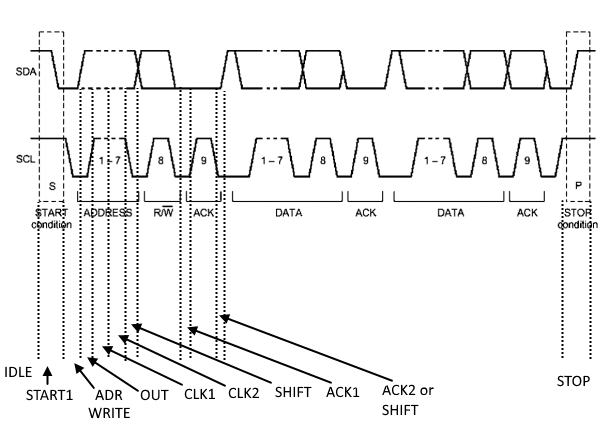 SDA
SCL
1 – 7
8
9
1 – 7
8
9
1 – 7
8
9
S
P
START condition
ADDRESS
R/W̅
ACK
DATA
ACK
DATA
ACK
STOP condition
IDLE
START1
ADR
WRITE
OUT
CLK1
CLK2
SHIFT
ACK1
ACK2 or
SHIFT
STOP